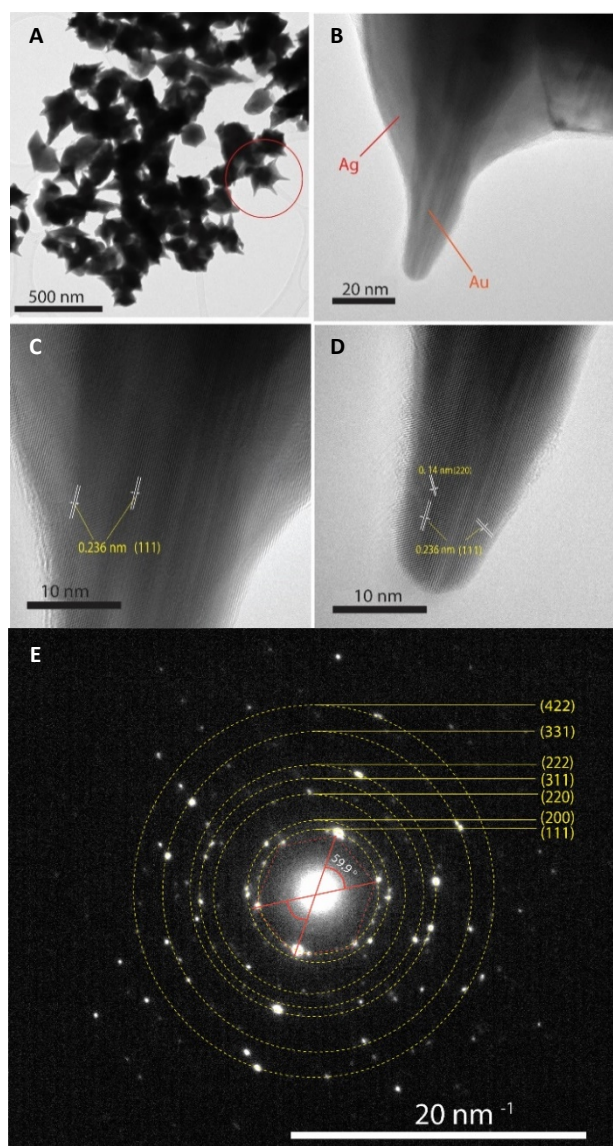 A
500 nm
B
Ag
Au
20 nm
C
0.236 nm (111)
10 nm
D
0.14 nm(220)
0.236 nm (111)
10 nm
E
(422)
(331)
(222)
(311)
(220)
(200)
(111)
59.9°
20 nm -1